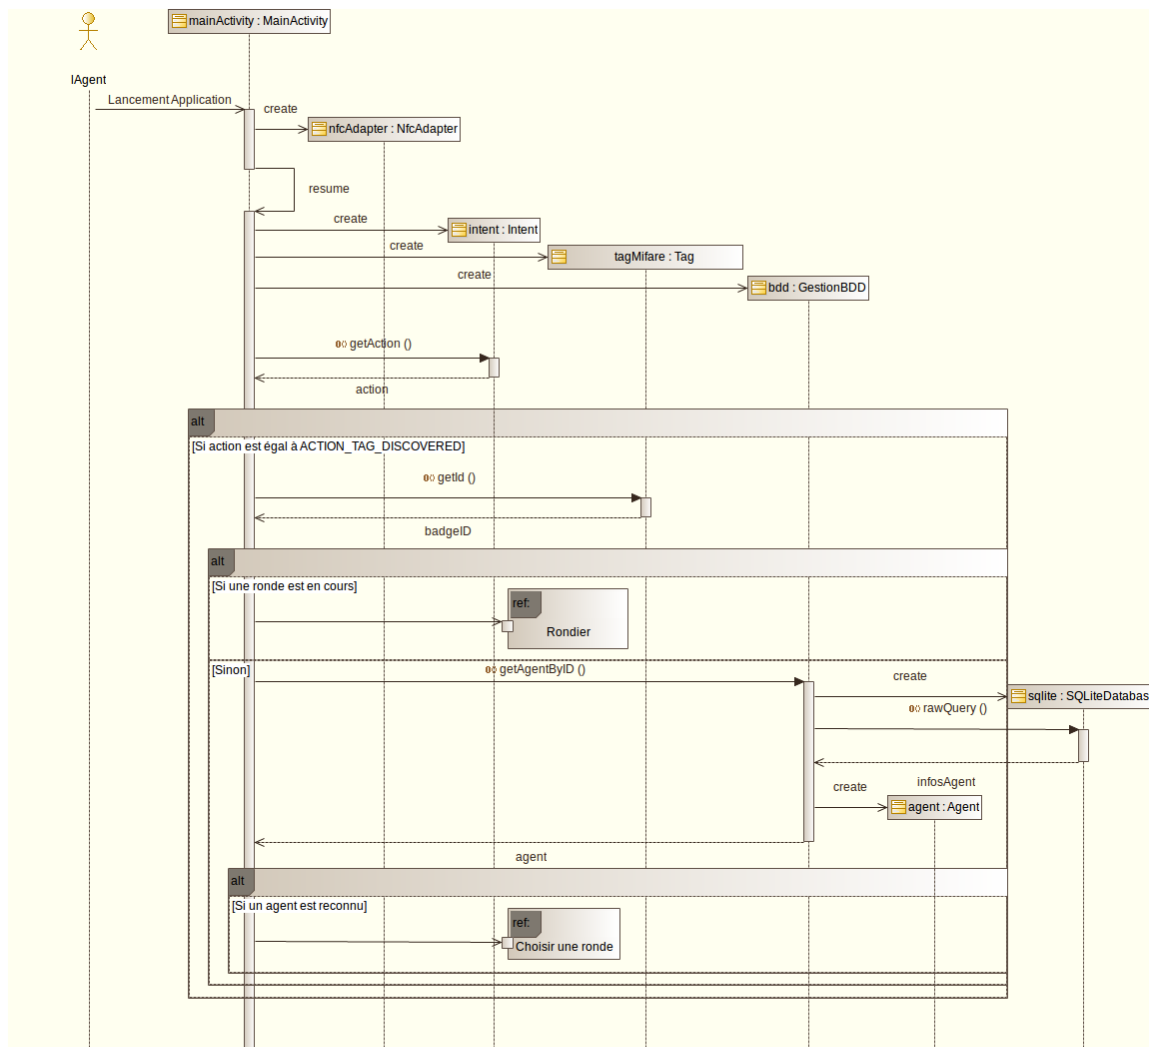 mainActivity : MainActivity
IAgent
Lancement Application
create
nfcAdapter : NfcAdapter
resume
create
intent : Intent
create
tagMifare : Tag
create
bdd : GestionBDD
getAction ()
action
alt
[Si action est égal à ACTION_TAG_DISCOVERED]
getId ()
badgeID
alt
[Si une ronde est en cours]
ref:
Rondier
[Sinon]
getAgentByID ()
create
sqlite : SQLiteDatabas
rawQuery ()
infosAgent
create
agent : Agent
agent
alt
[Si un agent est reconnu]
ref:
Choisir une ronde